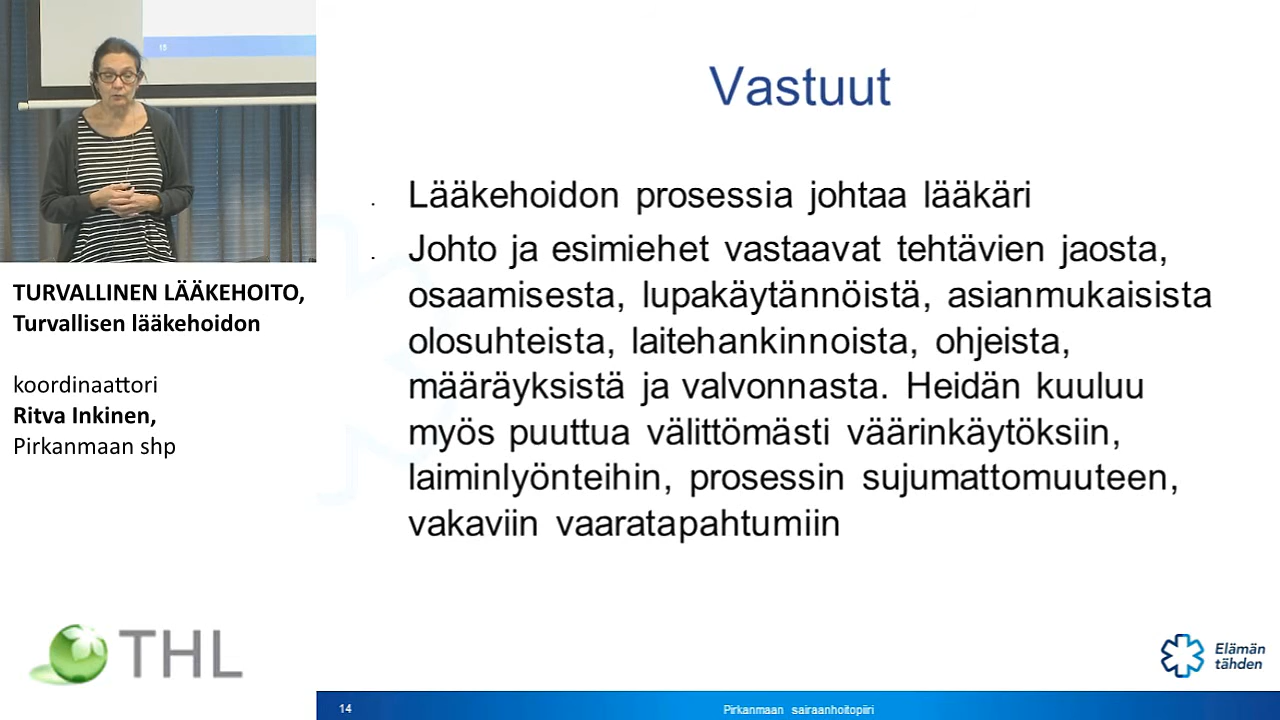 15
TURVALLINEN LÄÄKEHOITO,
Turvallisen lääkehoidon
koordinaattori
Ritva Inkinen,
Pirkanmaan shp
THL
Vastuut
. Lääkehoidon prosessia johtaa lääkäri
. Johto ja esimiehet vastaavat tehtävien jaosta,
osaamisesta, lupakäytännöistä, asianmukaisista
olosuhteista, laitehankinnoista, ohjeista,
määräyksistä ja valvonnasta. Heidän kuuluu
myös puuttua välittömästi väärinkäytöksiin,
laiminlyönteihin, prosessin sujumattomuuteen,
vakaviin vaaratapahtumiin
Elämän
tähden
14
Pirkanmaan sairaanhoitopiiri